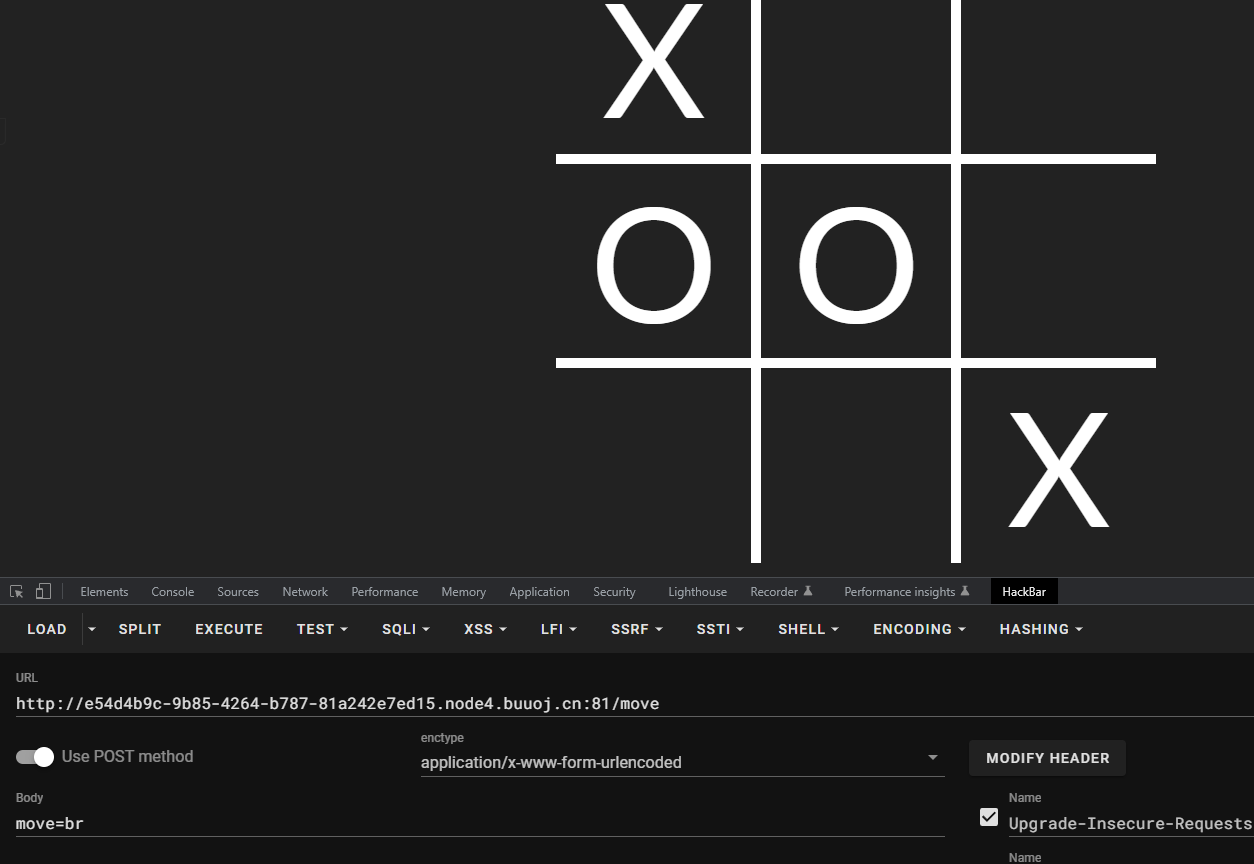 X
O O
X
Elements Console Sources Network Performance Memory Application Security Lighthouse Recorder Performance insights HackBar
LOAD SPLIT EXECUTE TEST SQLI XSS LFI SSRF SSTI SHELL ENCODING HASHING
URL
http://e54d4b9c-9b85-4264-b787-81a242e7ed15.node4.buuoj.cn:81/move
Use POST method
enctype
application/x-www-form-urlencoded
MODIFY HEADER
Body
move=br
Name
Upgrade-Insecure-Requests
Name